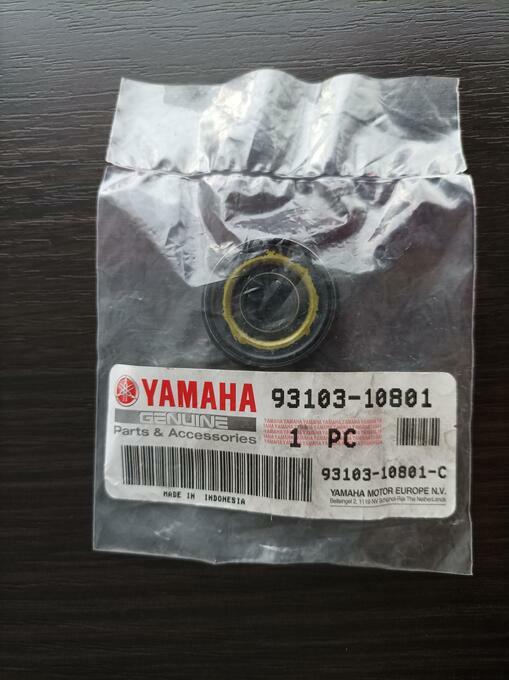 YAMAHA 93103-10801
GENUINE
Parts & Accessories
1 PC
93103-10801-C
MADE IN INDONESIA
YAMAHA MOTOR EUROPE N.V.